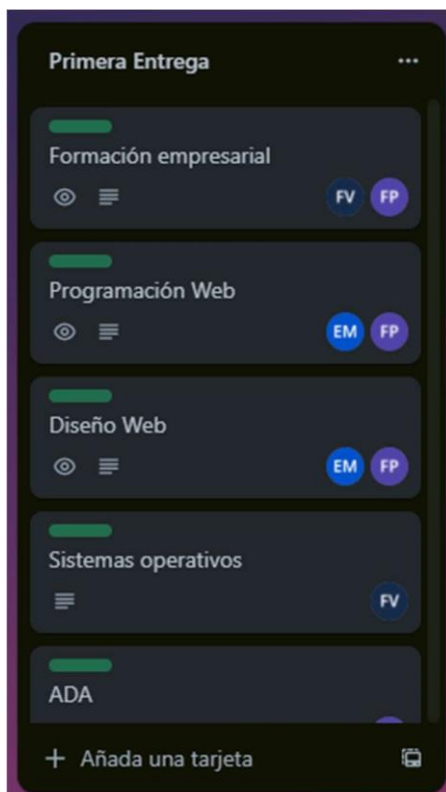 Primera Entrega
Formación empresarial
FV FP
Programación Web
EM FP
Diseño Web
EM FP
Sistemas operativos
FV
ADA
+ Añada una tarjeta